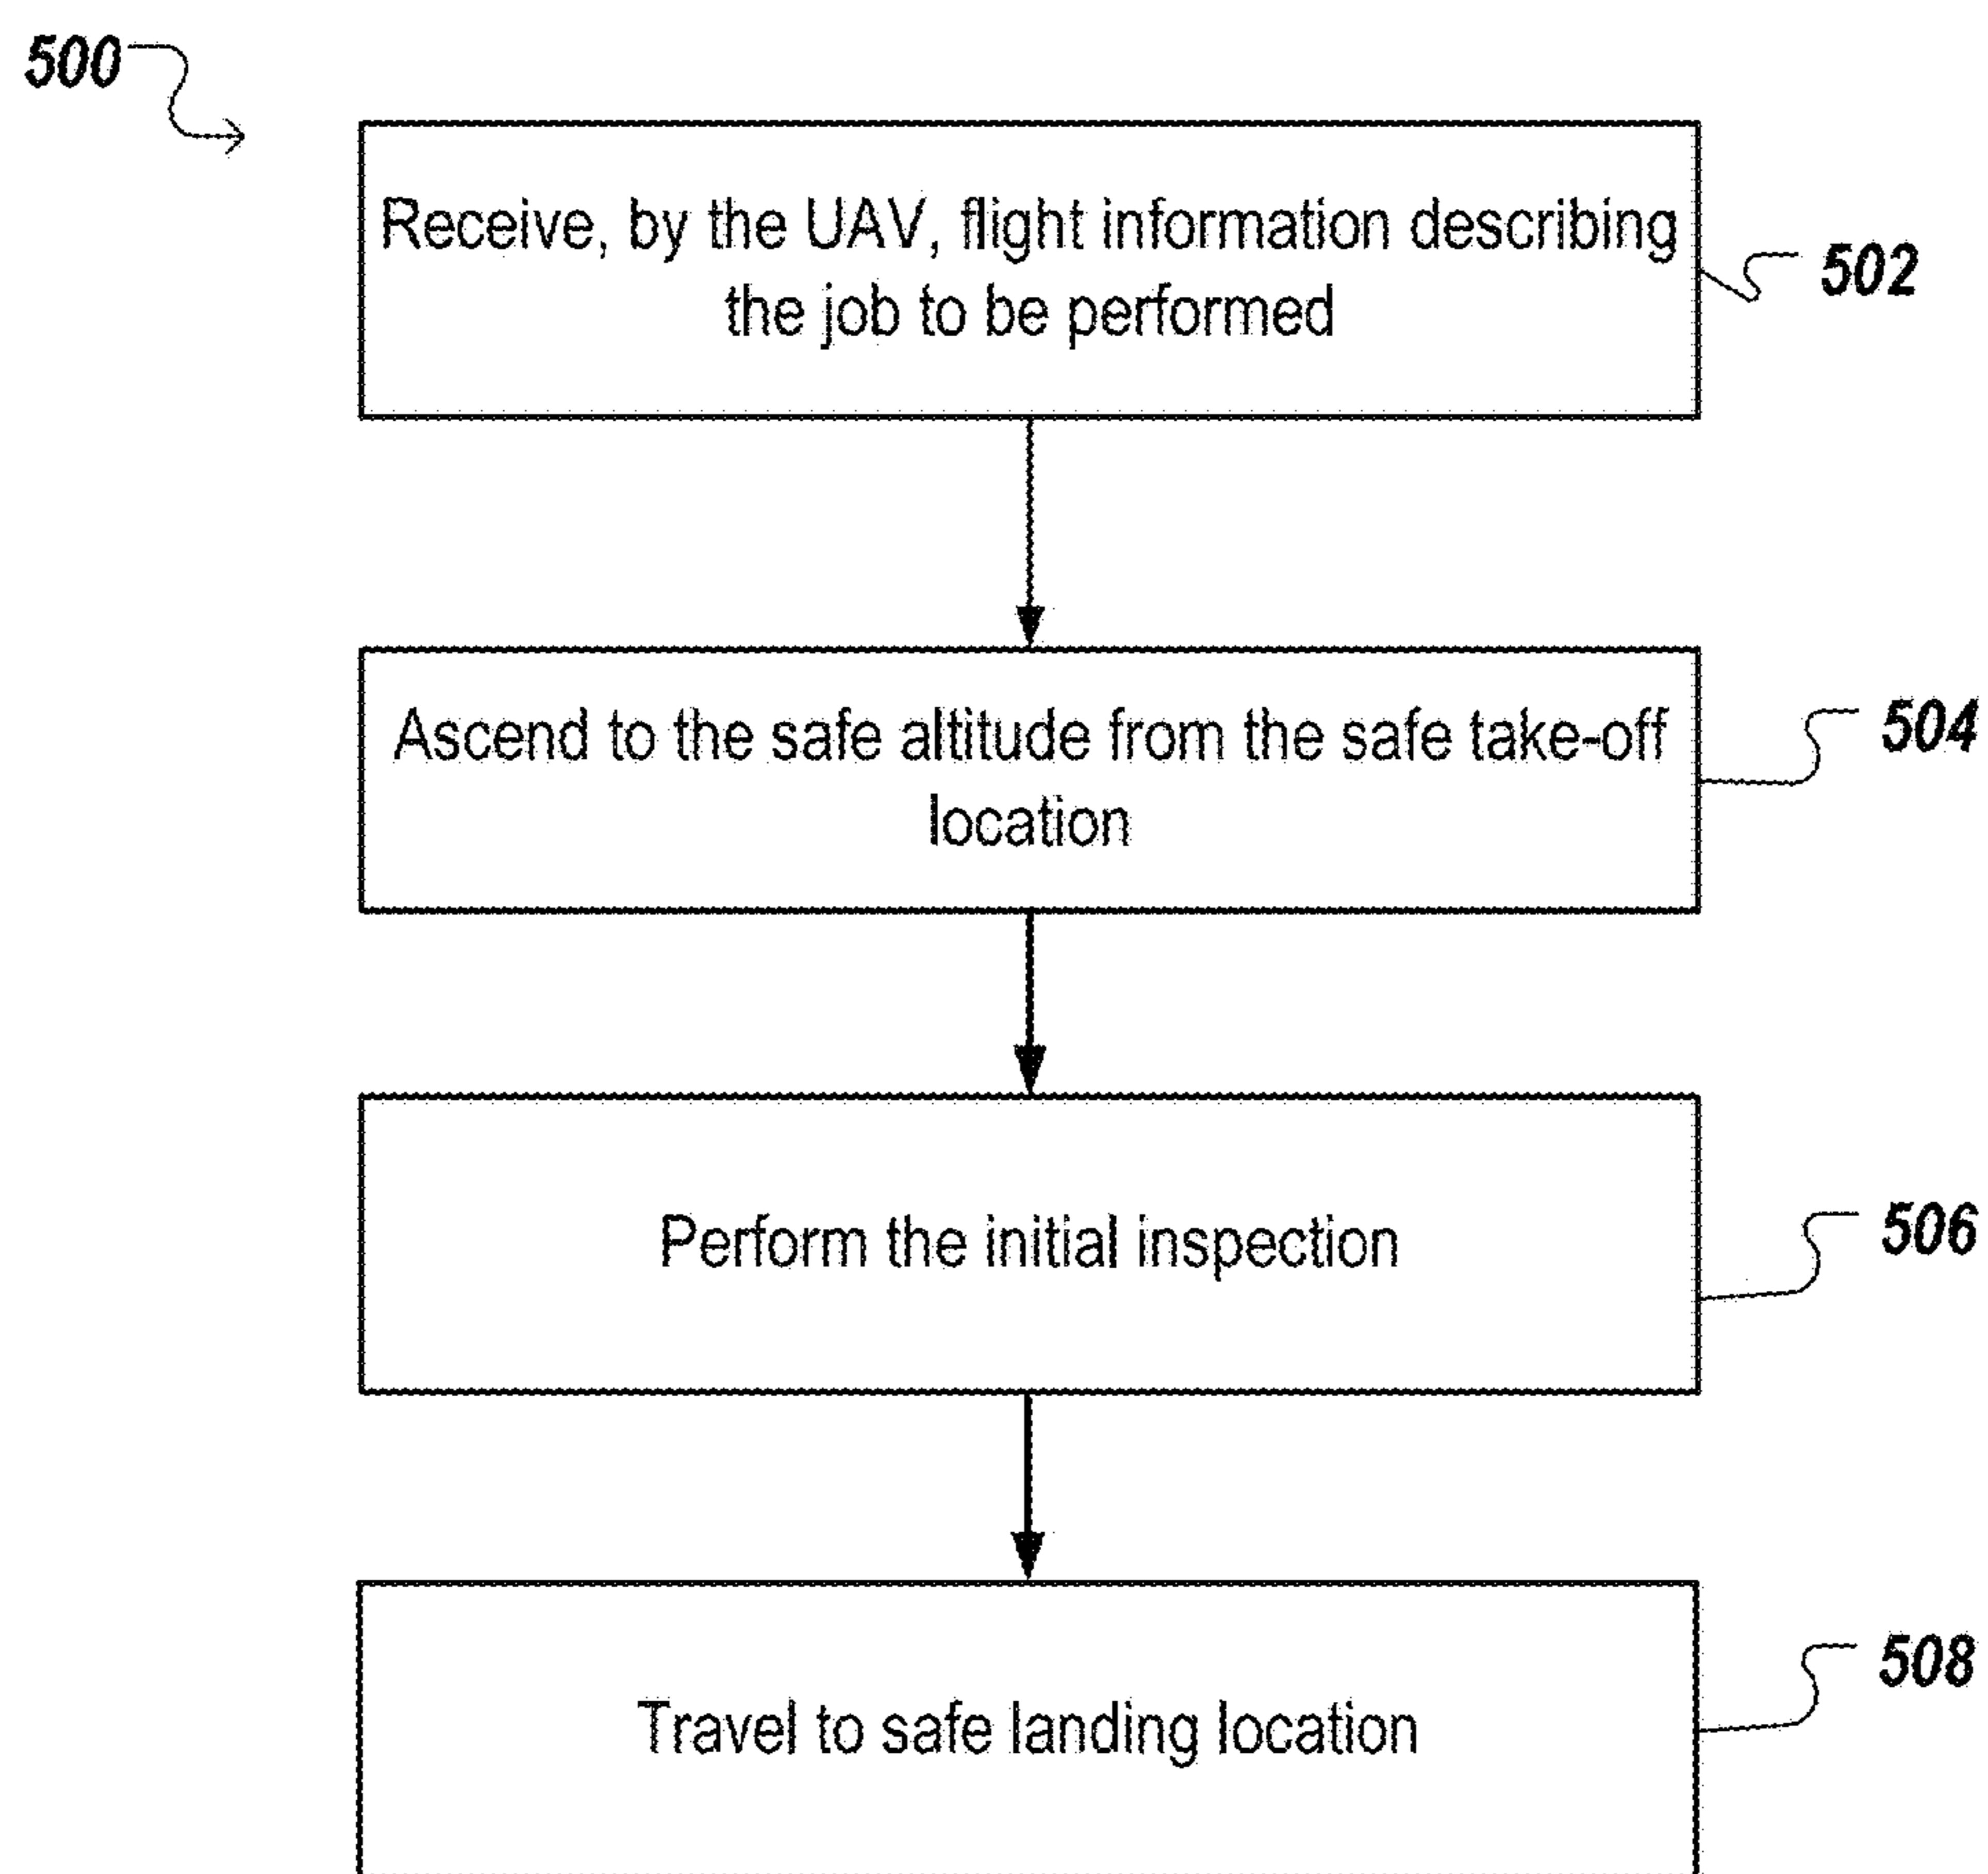 500
Receive, by the UAV, flight information describing
the job to be performed
502
Ascend to the safe altitude from the safe take-off
location
504
Perform the initial inspection
506
Travel to safe landing location
508